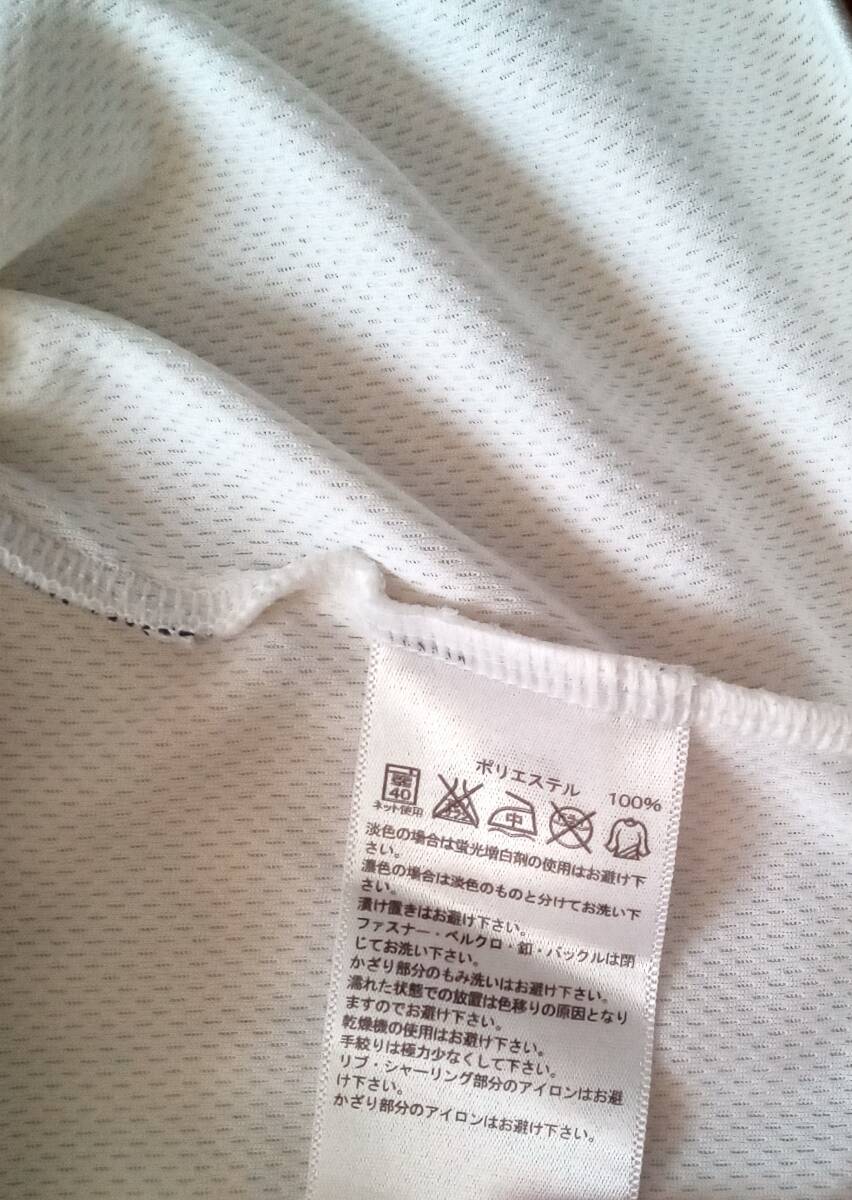 ポリエステル 100%
40
ネット使用
中
淡色の場合は蛍光増白剤の使用はお避け下
さい。
濃色の場合は淡色のものと分けてお洗い下
さい。
漬け置きはお避け下さい。
ファスナー・ベルクロ・釦・バックルは閉
じてお洗い下さい。
かざり部分のもみ洗いはお避け下さい。
濡れた状態での放置は色移りの原因となり
ますのでお避け下さい。
乾燥機の使用はお避け下さい。
手絞りは極力少なくして下さい。
リブ・シャーリング部分のアイロンはお避
け下さい。
かざり部分のアイロンはお避け下さい。